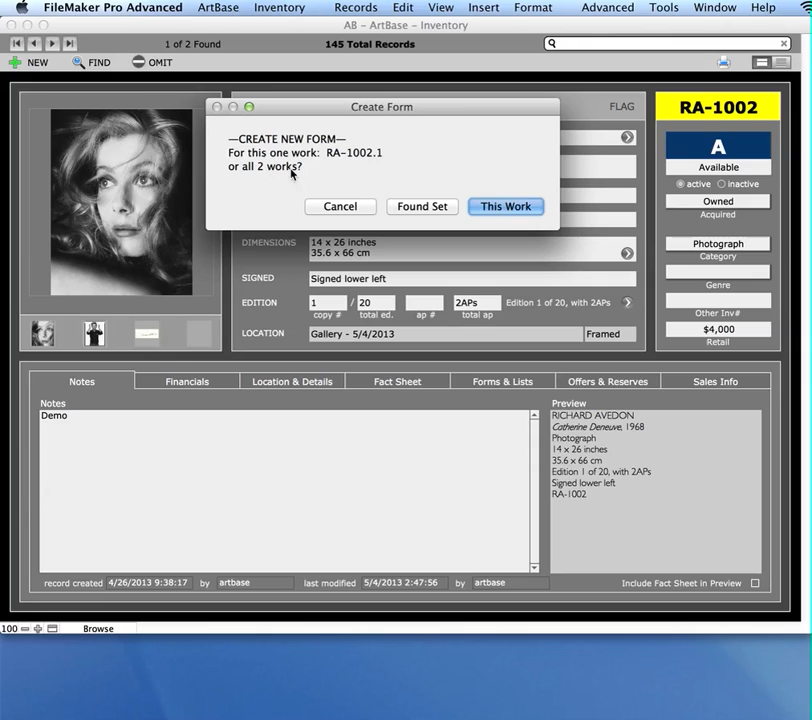 FileMaker Pro Advanced ArtBase Inventory Records Edit View Insert Format Advanced Tools Window Help
AB - ArtBase - Inventory
1 of 2 Found 145 Total Records
NEW FIND OMIT
Create Form
FLAG
RA-1002
—CREATE NEW FORM—
For this one work: RA-1002.1
or all 2 works?
Cancel Found Set This Work
A
Available
active inactive
Owned
Acquired
Photograph
Category
Genre
Other Inv#
$4,000
Retail
DIMENSIONS 14 x 26 inches
35.6 x 66 cm
SIGNED Signed lower left
EDITION 1 / 20 2APs Edition 1 of 20, with 2APs
copy # total ed. ap # total ap
LOCATION Gallery - 5/4/2013 Framed
Notes Financials Location & Details Fact Sheet Forms & Lists Offers & Reserves Sales Info
Notes
Demo
Preview
RICHARD AVEDON
Catherine Deneuve, 1968
Photograph
14 x 26 inches
35.6 x 66 cm
Edition 1 of 20, with 2APs
Signed lower left
RA-1002
record created 4/26/2013 9:38:17 by artbase last modified 5/4/2013 2:47:56 by artbase Include Fact Sheet in Preview
100 Browse